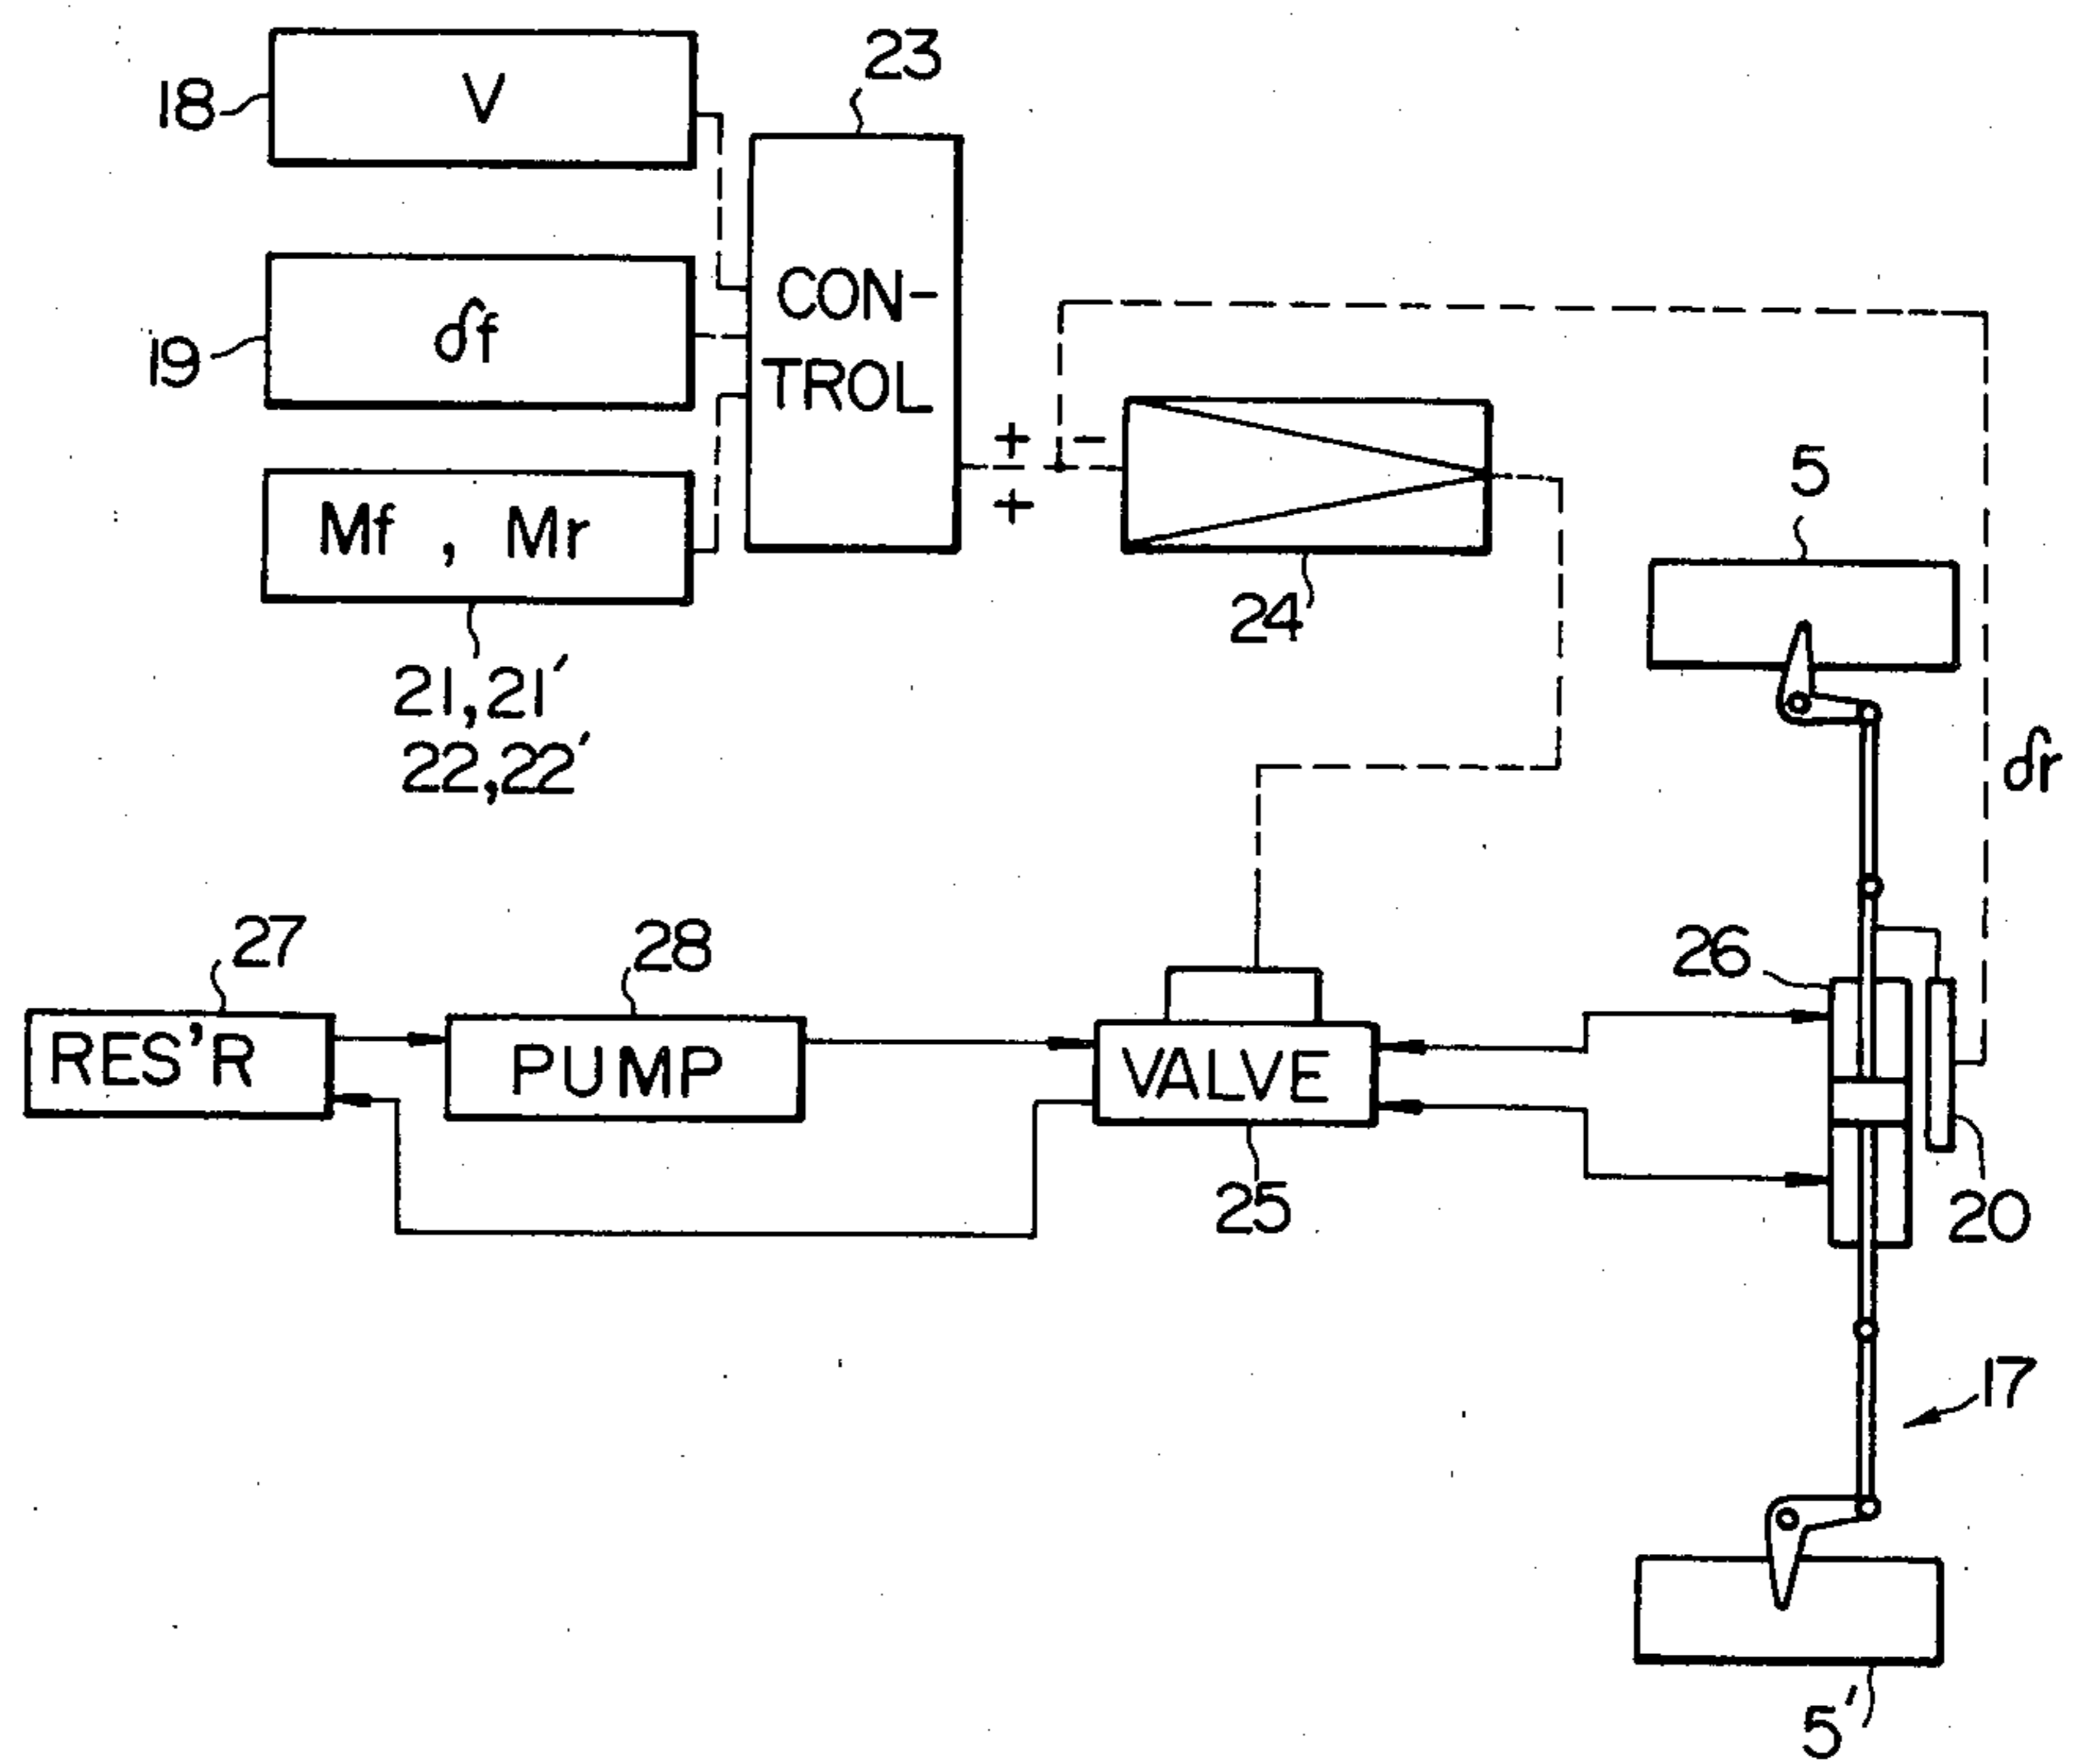 23
18
V
CON-
TROL
19
δf
+ -
+
Mf , Mr
24
5
21,21'
22,22'
δr
27
28
26
RES'R
PUMP
VALVE
25
20
17
5'